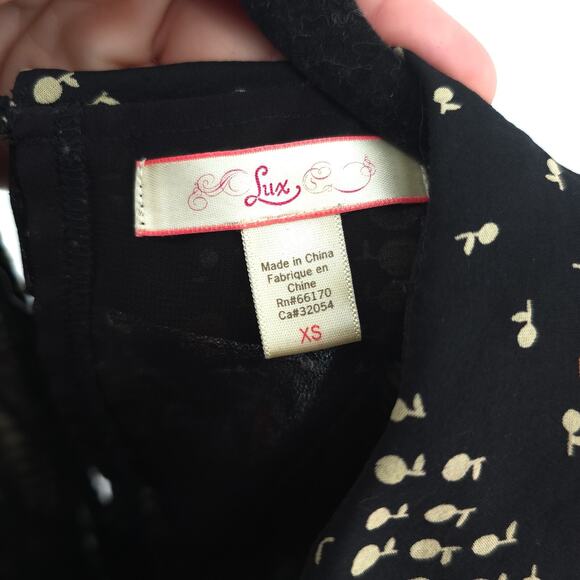 Lux
Made in China
Fabrique en
Chine
Rn#66170
Ca#32054
XS